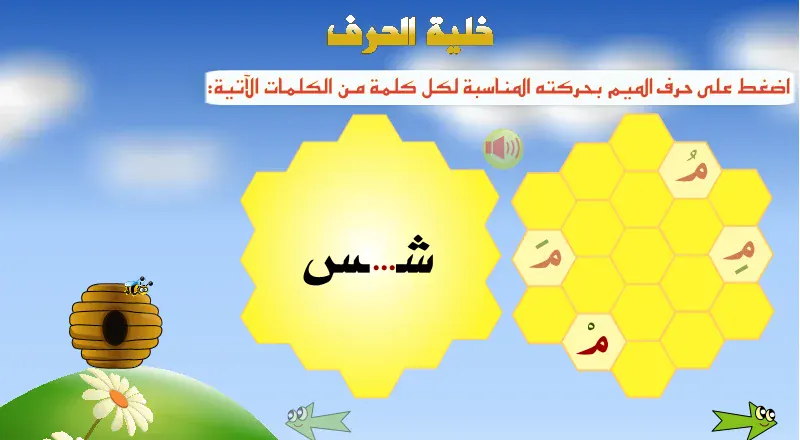 خلية الحرف
اضغط على حرف الميم بحركته المناسبة لكل كلمة من الكلمات الآتية:
شـ...ـس
مُ
مَ
مِ
مْ